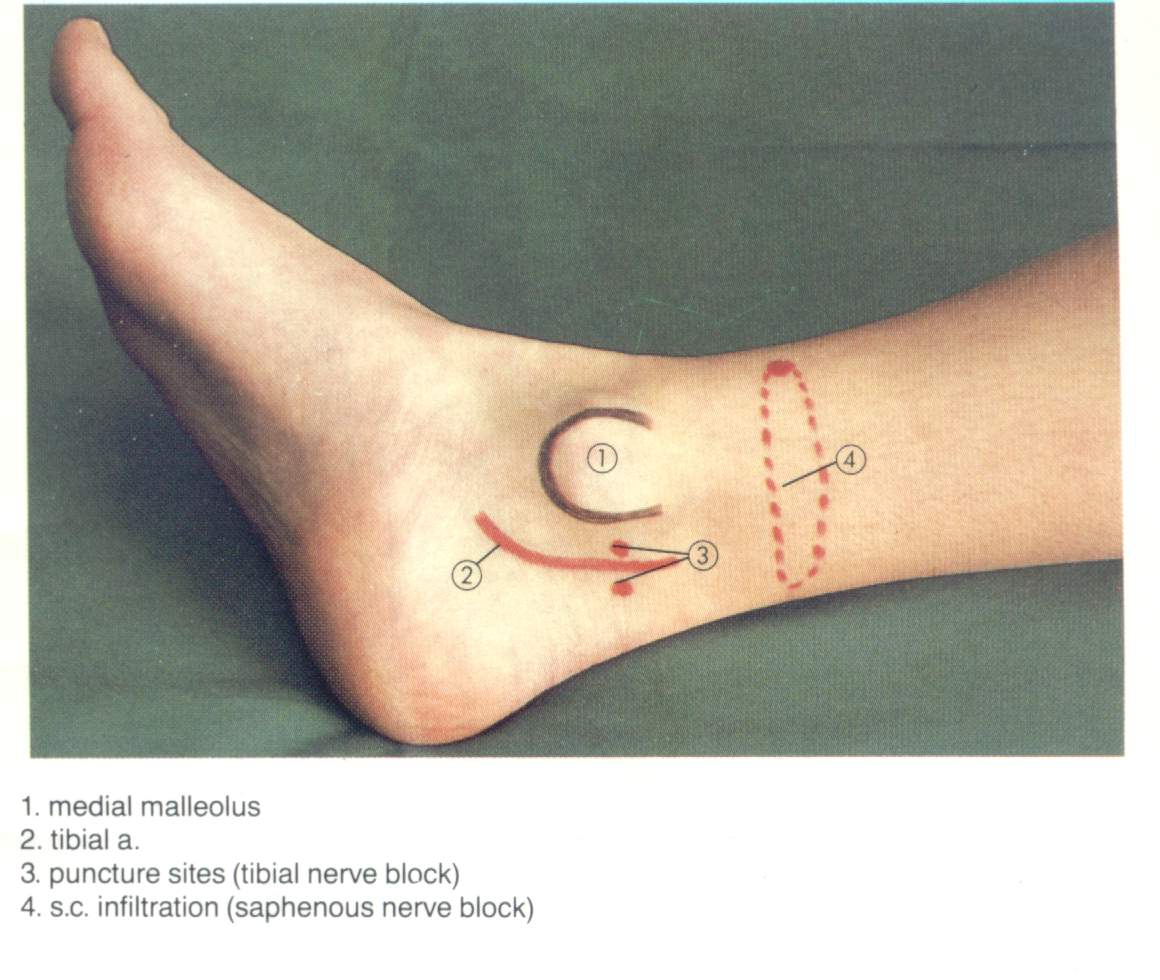 ①
④
③
②
1. medial malleolus
2. tibial a.
3. puncture sites (tibial nerve block)
4. s.c. infiltration (saphenous nerve block)